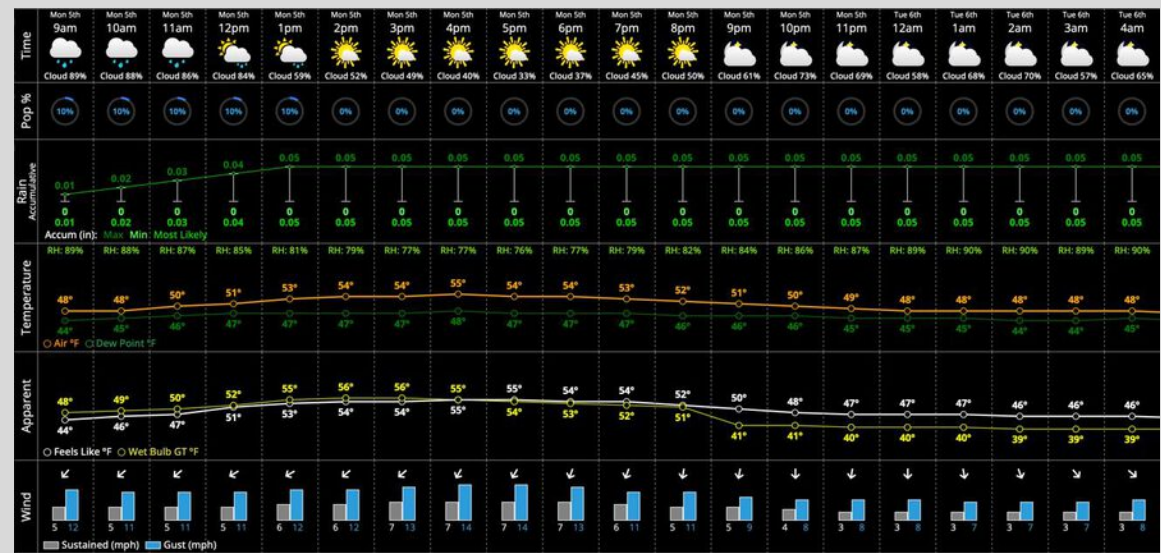 Time
Mon 5th Mon 5th Mon 5th Mon 5th Mon 5th Mon 5th Mon 5th Mon 5th Mon 5th Mon 5th Mon 5th Mon 5th Mon 5th Mon 5th Mon 5th Tue 6th Tue 6th Tue 6th Tue 6th Tue 6th
9am 10am 11am 12pm 1pm 2pm 3pm 4pm 5pm 6pm 7pm 8pm 9pm 10pm 11pm 12am 1am 2am 3am 4am
Cloud 89% Cloud 88% Cloud 86% Cloud 84% Cloud 59% Cloud 52% Cloud 49% Cloud 40% Cloud 33% Cloud 37% Cloud 45% Cloud 50% Cloud 61% Cloud 73% Cloud 69% Cloud 58% Cloud 68% Cloud 70% Cloud 57% Cloud 65%
Pop %
10% 10% 10% 10% 10% 0% 0% 0% 0% 0% 0% 0% 0% 0% 0% 0% 0% 0% 0% 0%
Rain
Accumulative
0.01 0.02 0.03 0.04 0.05 0.05 0.05 0.05 0.05 0.05 0.05 0.05 0.05 0.05 0.05 0.05 0.05 0.05 0.05 0.05
0 0 0 0 0 0 0 0 0 0 0 0 0 0 0 0 0 0 0 0
0.01 0.02 0.03 0.04 0.05 0.05 0.05 0.05 0.05 0.05 0.05 0.05 0.05 0.05 0.05 0.05 0.05 0.05 0.05 0.05
Accum (in): Max Min Most Likely
Temperature
RH: 89% RH: 88% RH: 87% RH: 85% RH: 81% RH: 79% RH: 77% RH: 77% RH: 76% RH: 77% RH: 79% RH: 82% RH: 84% RH: 86% RH: 87% RH: 89% RH: 90% RH: 90% RH: 89% RH: 90%
48° 48° 50° 51° 53° 54° 54° 55° 54° 54° 53° 52° 51° 50° 49° 48° 48° 48° 48° 48°
44° 45° 46° 47° 47° 47° 47° 48° 47° 47° 47° 46° 46° 46° 45° 45° 45° 44° 44° 45°
Air °F Dew Point °F
Apparent
48° 49° 50° 52° 55° 56° 56° 55° 55° 54° 54° 52° 50° 48° 47° 47° 47° 46° 46° 46°
44° 46° 47° 51° 53° 54° 54° 55° 54° 53° 52° 51° 41° 41° 40° 40° 40° 39° 39° 39°
Feels Like °F Wet Bulb GT °F
Wind
5 12 5 11 5 11 5 11 6 12 6 12 7 13 7 14 7 14 7 13 6 11 5 11 5 9 4 8 3 8 3 8 3 7 3 7 3 7 3 8
Sustained (mph) Gust (mph)